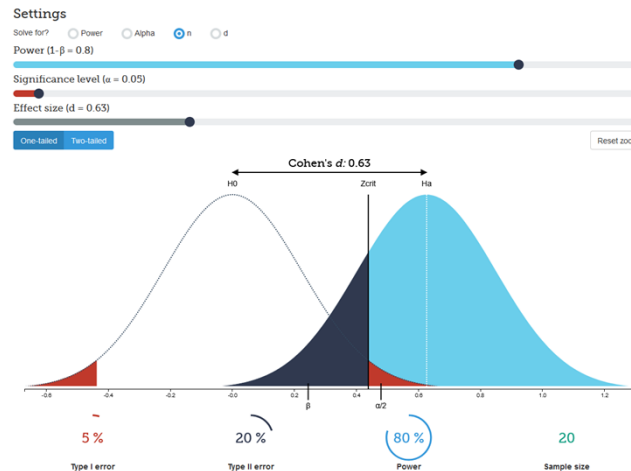 Settings
Solve for? Power Alpha n d
Power (1-β = 0.8)
Significance level (α = 0.05)
Effect size (d = 0.63)
One-tailed Two-tailed Reset zoo
Cohen's d: 0.63
H0 Zcrit Ha
-0.6 -0.4 -0.2 -0.0 0.2 0.4 0.6 0.8 1.0 1.2
β α/2
5 % 20 % 80 % 20
Type I error Type II error Power Sample size